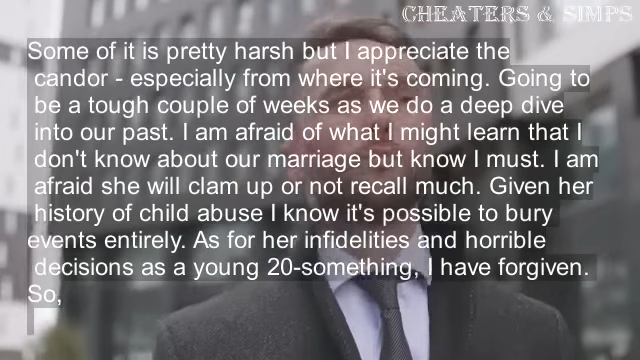 CHEATERS & SIMPS
Some of it is pretty harsh but I appreciate the
candor - especially from where it's coming. Going to
be a tough couple of weeks as we do a deep dive
into our past. I am afraid of what I might learn that I
don't know about our marriage but know I must. I am
afraid she will clam up or not recall much. Given her
history of child abuse I know it's possible to bury
events entirely. As for her infidelities and horrible
decisions as a young 20-something, I have forgiven.
So,